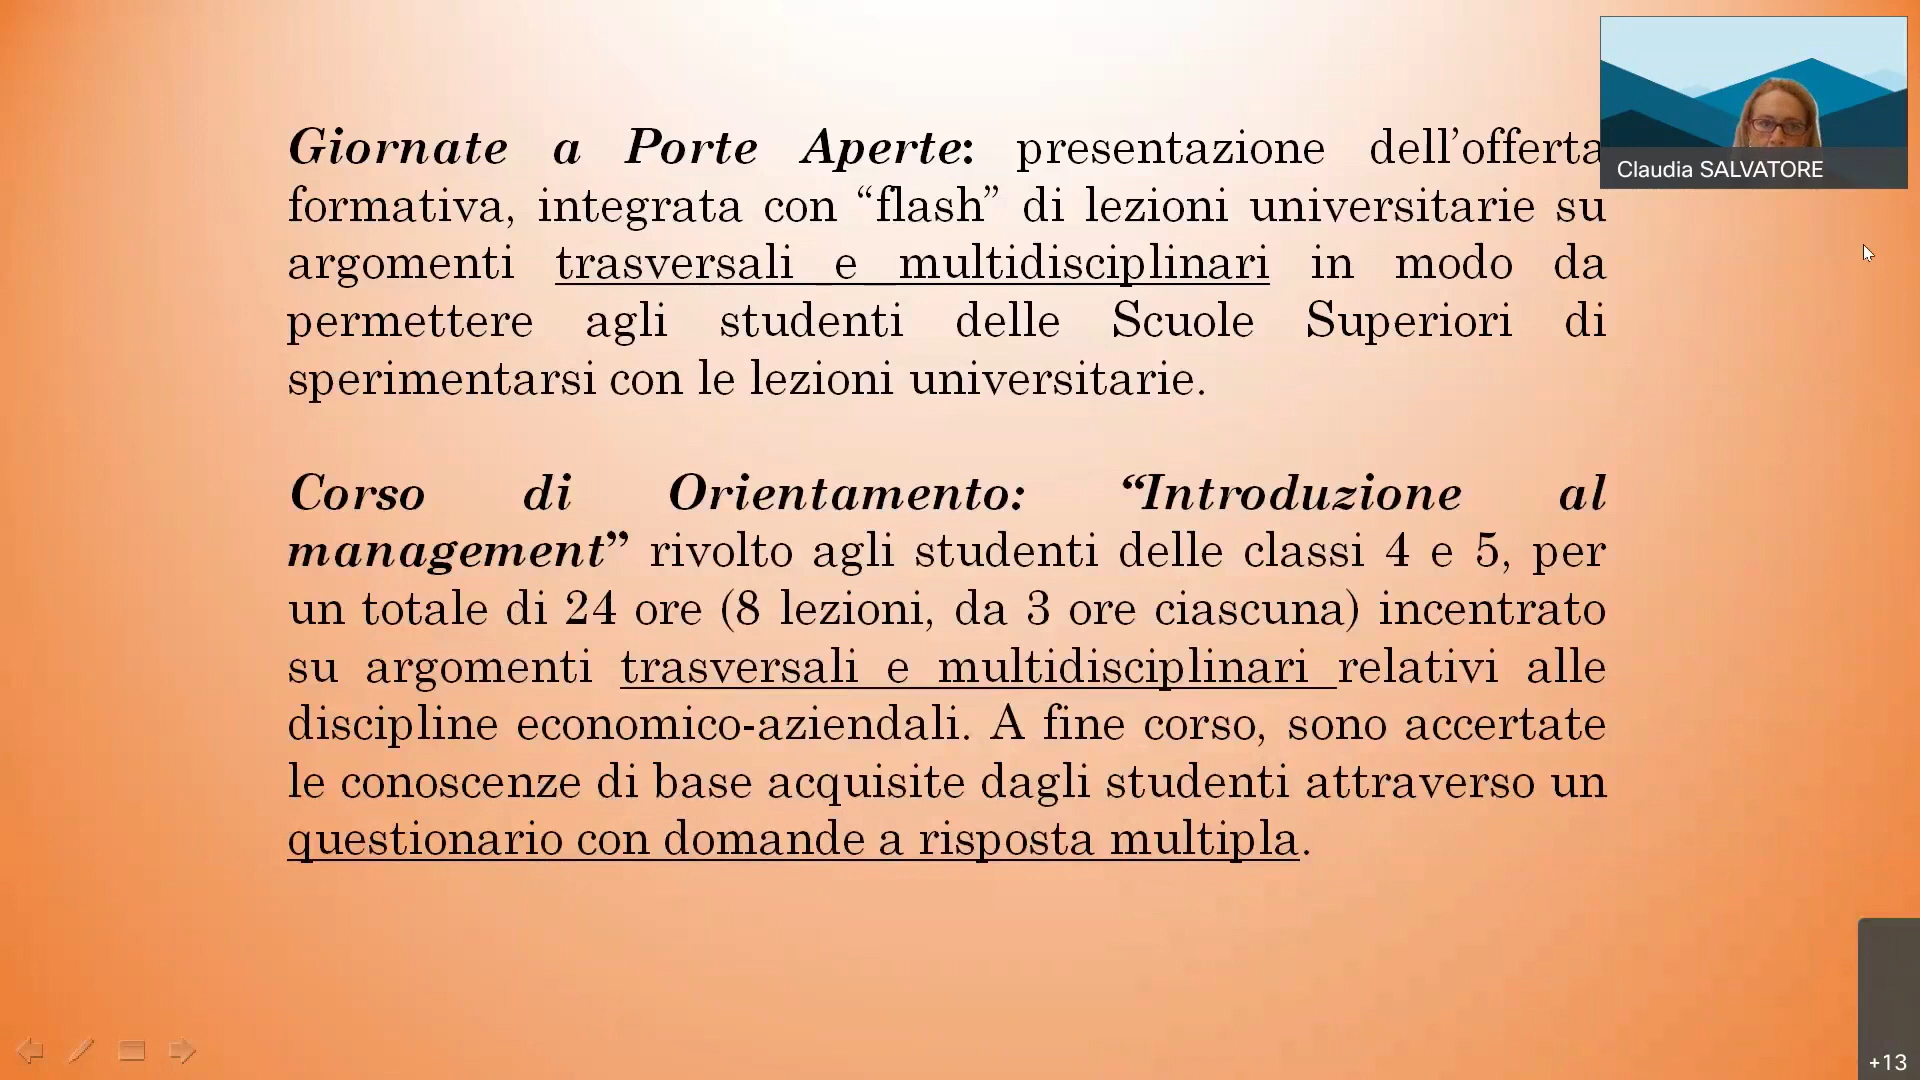 Giornate a Porte Aperte: presentazione dell’offerta
formativa, integrata con “flash” di lezioni universitarie su
argomenti trasversali e multidisciplinari in modo da
permettere agli studenti delle Scuole Superiori di
sperimentarsi con le lezioni universitarie.
Corso di Orientamento: “Introduzione al
management” rivolto agli studenti delle classi 4 e 5, per
un totale di 24 ore (8 lezioni, da 3 ore ciascuna) incentrato
su argomenti trasversali e multidisciplinari relativi alle
discipline economico-aziendali. A fine corso, sono accertate
le conoscenze di base acquisite dagli studenti attraverso un
questionario con domande a risposta multipla.
Claudia SALVATORE
+13